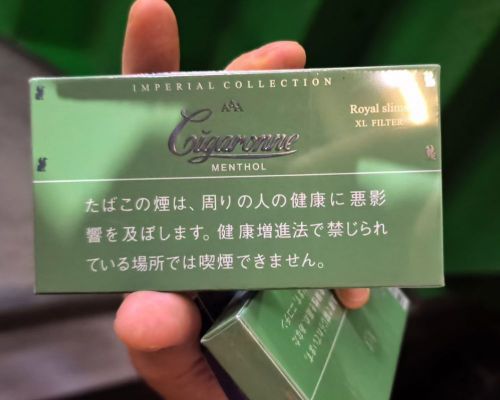 IMPERIAL COLLECTION
Cigaronne
MENTHOL
Royal slims
XL FILTER
たばこの煙は、周りの人の健康に悪影
響を及ぼします。健康増進法で禁じられ
ている場所では喫煙できません。